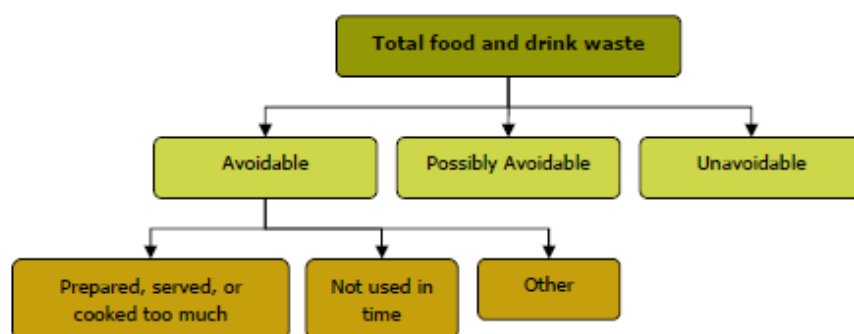 Total food and drink waste
Avoidable
Possibly Avoidable
Unavoidable
Prepared, served, or
cooked too much
Not used in
time
Other